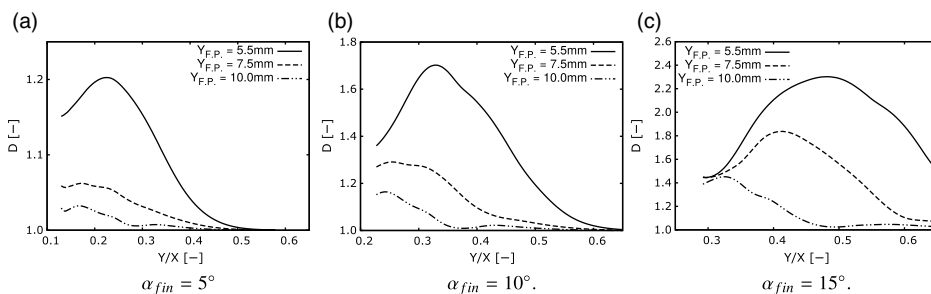 (a)
Y_F.P. = 5.5mm
Y_F.P. = 7.5mm
Y_F.P. = 10.0mm
D [−]
1.2
1.1
1.0
0.1 0.2 0.3 0.4 0.5 0.6
Y/X [−]
α_fin = 5°
(b)
Y_F.P. = 5.5mm
Y_F.P. = 7.5mm
Y_F.P. = 10.0mm
D [−]
1.8
1.6
1.4
1.2
1.0
0.2 0.3 0.4 0.5 0.6
Y/X [−]
α_fin = 10°.
(c)
Y_F.P. = 5.5mm
Y_F.P. = 7.5mm
Y_F.P. = 10.0mm
D [−]
2.6
2.4
2.2
2.0
1.8
1.6
1.4
1.2
1.0
0.3 0.4 0.5 0.6
Y/X [−]
α_fin = 15°.